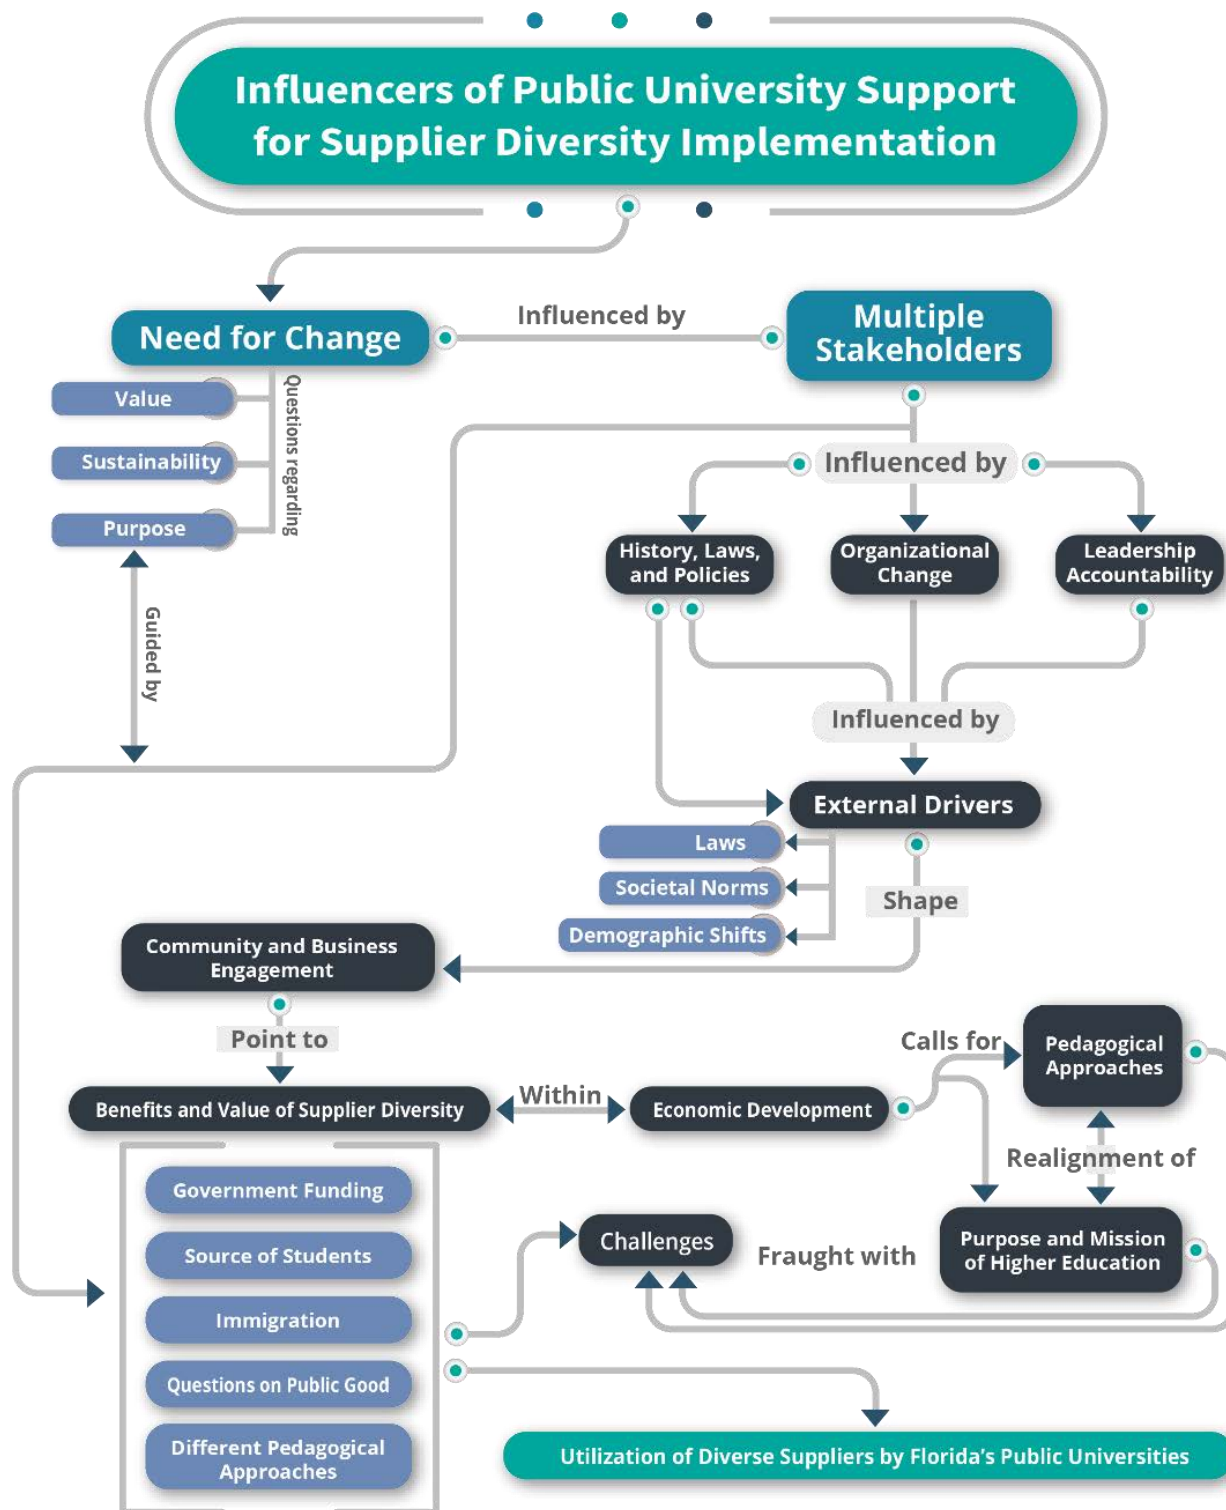 Influencers of Public University Support
for Supplier Diversity Implementation
Need for Change
Influenced by
Multiple
Stakeholders
Questions regarding
Value
Sustainability
Purpose
Guided by
Influenced by
History, Laws,
and Policies
Organizational
Change
Leadership
Accountability
Influenced by
External Drivers
Laws
Societal Norms
Demographic Shifts
Shape
Community and Business
Engagement
Point to
Benefits and Value of Supplier Diversity
Within
Economic Development
Calls for
Pedagogical
Approaches
Realignment of
Purpose and Mission
of Higher Education
Fraught with
Challenges
Government Funding
Source of Students
Immigration
Questions on Public Good
Different Pedagogical
Approaches
Utilization of Diverse Suppliers by Florida's Public Universities